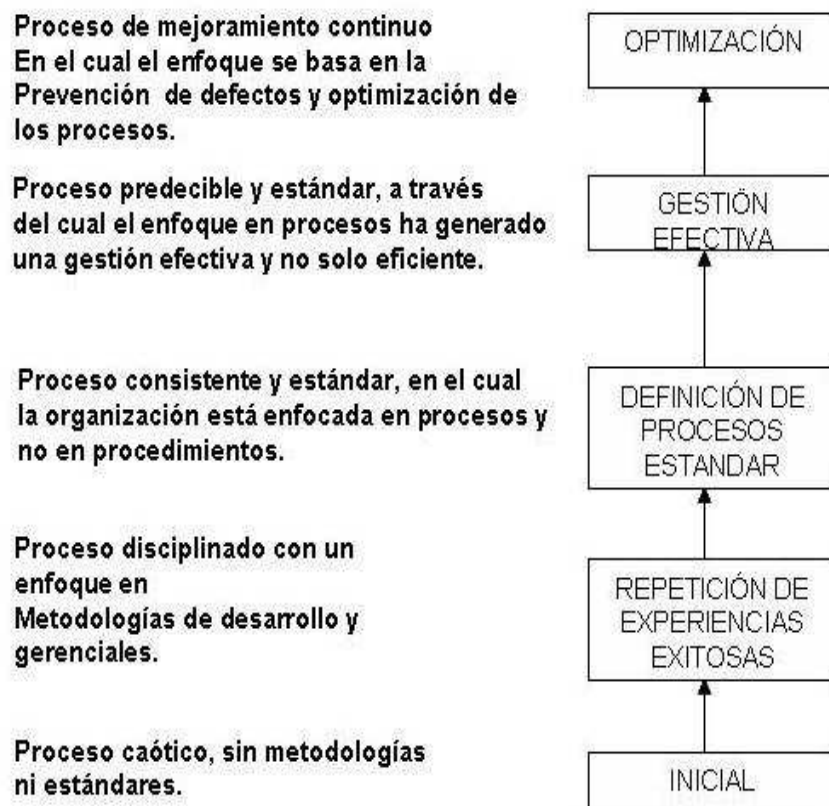 Proceso de mejoramiento continuo
En el cual el enfoque se basa en la
Prevención de defectos y optimización de
los procesos.
OPTIMIZACIÓN
Proceso predecible y estándar, a través
del cual el enfoque en procesos ha generado
una gestión efectiva y no solo eficiente.
GESTIÓN
EFECTIVA
Proceso consistente y estándar, en el cual
la organización está enfocada en procesos y
no en procedimientos.
DEFINICIÓN DE
PROCESOS
ESTANDAR
Proceso disciplinado con un
enfoque en
Metodologías de desarrollo y
gerenciales.
REPETICIÓN DE
EXPERIENCIAS
EXITOSAS
Proceso caótico, sin metodologías
ni estándares.
INICIAL